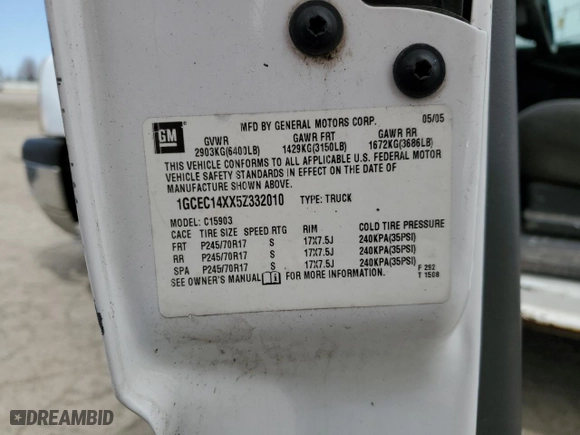 GM
MFD BY GENERAL MOTORS CORP. 05/05
GVWR GAWR FRT GAWR RR
2903KG(6400LB) 1429KG(3150LB) 1672KG(3686LB)
THIS VEHICLE CONFORMS TO ALL APPLICABLE U.S. FEDERAL MOTOR
VEHICLE SAFETY STANDARDS IN EFFECT ON THE DATE OF
MANUFACTURE SHOWN ABOVE.
1GCEC14XX5Z332010 TYPE: TRUCK
MODEL: C15903
CACE TIRE SIZE SPEED RTG RIM COLD TIRE PRESSURE
FRT P245/70R17 S 17X7.5J 240KPA(35PSI)
RR P245/70R17 S 17X7.5J 240KPA(35PSI)
SPA P245/70R17 S 17X7.5J 240KPA(35PSI)
SEE OWNER'S MANUAL FOR MORE INFORMATION.
F 292
T 1508
DREAMBID